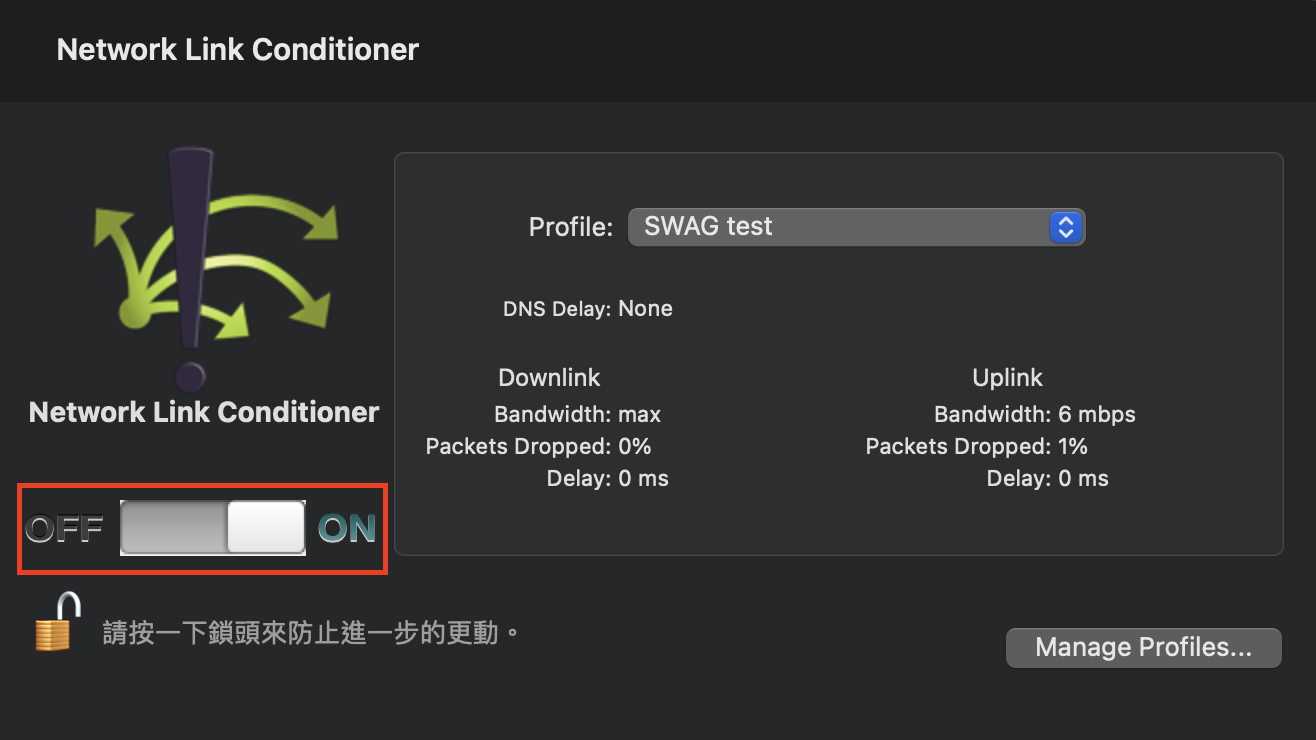 Network Link Conditioner
Profile: SWAG test
DNS Delay: None
Downlink
Bandwidth: max
Packets Dropped: 0%
Delay: 0 ms
Uplink
Bandwidth: 6 mbps
Packets Dropped: 1%
Delay: 0 ms
Network Link Conditioner
OFF ON
請按一下鎖頭來防止進一步的更動。
Manage Profiles...